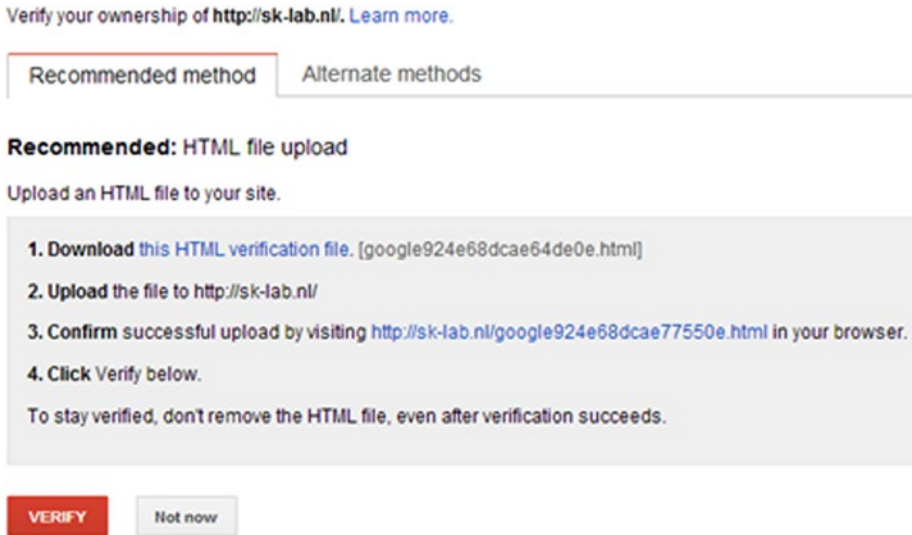 Verify your ownership of http://sk-lab.nl/. Learn more.
Recommended method
Alternate methods
Recommended: HTML file upload
Upload an HTML file to your site.
1. Download this HTML verification file. [google924e68dcae64de0e.html]
2. Upload the file to http://sk-lab.nl/
3. Confirm successful upload by visiting http://sk-lab.nl/google924e68dcae77550e.html in your browser.
4. Click Verify below.
To stay verified, don't remove the HTML file, even after verification succeeds.
VERIFY
Not now